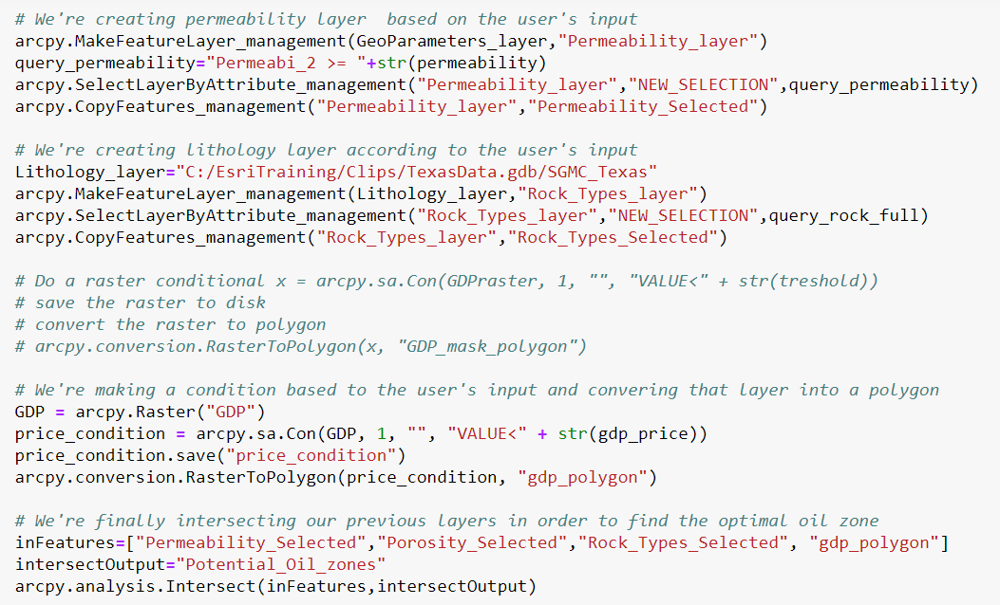 # We're creating permeability layer  based on the user's input
arcpy.MakeFeatureLayer_management(GeoParameters_layer,"Permeability_layer")
query_permeability="Permeabi_2 >= "+str(permeability)
arcpy.SelectLayerByAttribute_management("Permeability_layer","NEW_SELECTION",query_permeability)
arcpy.CopyFeatures_management("Permeability_layer","Permeability_Selected")

# We're creating lithology layer according to the user's input
Lithology_layer="C:/EsriTraining/Clips/TexasData.gdb/SGMC_Texas"
arcpy.MakeFeatureLayer_management(Lithology_layer,"Rock_Types_layer")
arcpy.SelectLayerByAttribute_management("Rock_Types_layer","NEW_SELECTION",query_rock_full)
arcpy.CopyFeatures_management("Rock_Types_layer","Rock_Types_Selected")

# Do a raster conditional x = arcpy.sa.Con(GDPraster, 1, "", "VALUE<" + str(treshold))
# save the raster to disk
# convert the raster to polygon
# arcpy.conversion.RasterToPolygon(x, "GDP_mask_polygon")

# We're making a condition based to the user's input and convering that layer into a polygon
GDP = arcpy.Raster("GDP")
price_condition = arcpy.sa.Con(GDP, 1, "", "VALUE<" + str(gdp_price))
price_condition.save("price_condition")
arcpy.conversion.RasterToPolygon(price_condition, "gdp_polygon")

# We're finally intersecting our previous layers in order to find the optimal oil zone
inFeatures=["Permeability_Selected","Porosity_Selected","Rock_Types_Selected", "gdp_polygon"]
intersectOutput="Potential_Oil_zones"
arcpy.analysis.Intersect(inFeatures,intersectOutput)